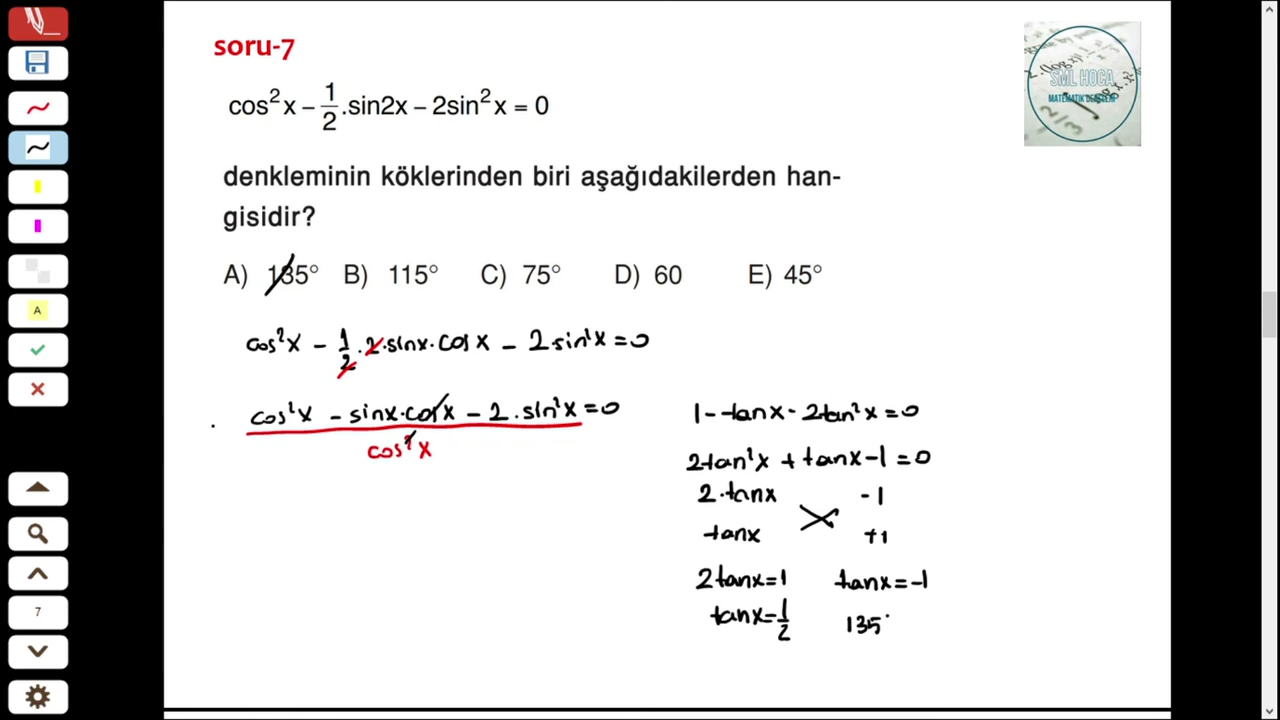 soru-7
cos²x – 1/2 .sin2x – 2sin²x = 0
denkleminin köklerinden biri aşağıdakilerden han-
gisidir?
A) 135° B) 115° C) 75° D) 60 E) 45°
cos²x - 1/2 . 2.sinx.cosx - 2sin²x = 0
cos²x - sinx.cosx - 2.sin²x = 0
cos²x
1-tanx-2tan²x=0
2tan²x + tanx-1=0
2.tanx -1
tanx +1
2tanx=1 tanx=-1
tanx=1/2 135
SML HOCA
MATEMATİK
A
7